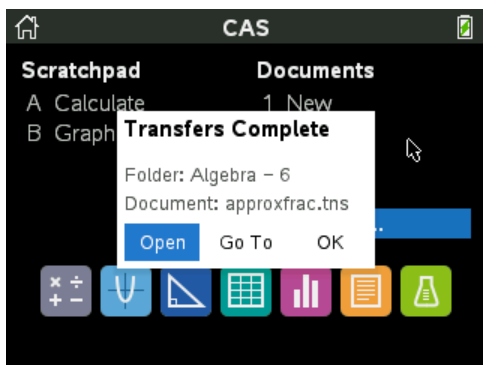 CAS
Scratchpad
Documents
A Calculate
1 New
B Graph
Transfers Complete
Folder: Algebra – 6
Document: approxfrac.tns
..
Open Go To OK